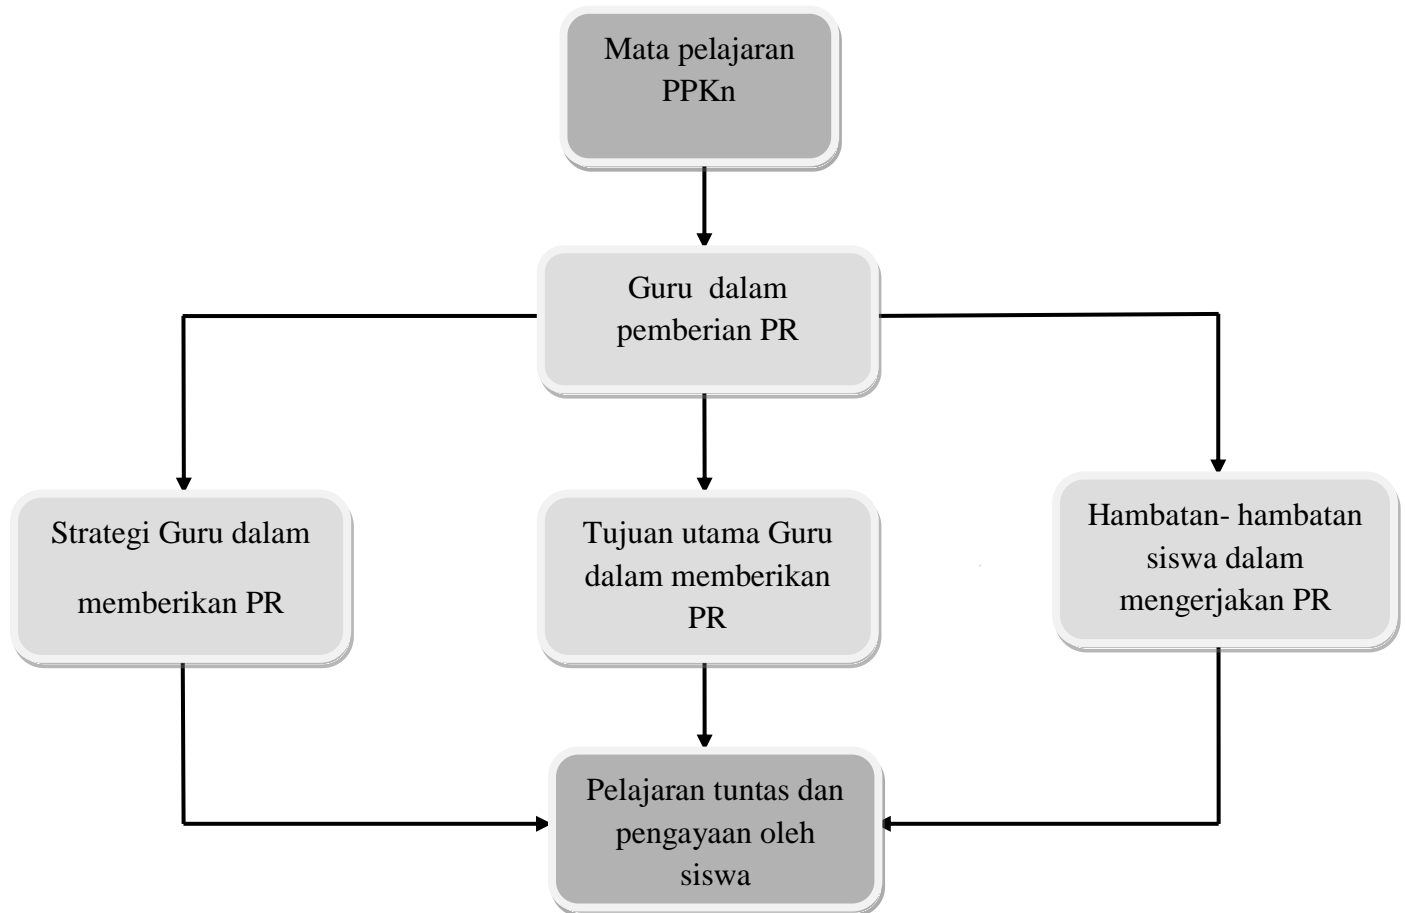 Mata pelajaran
PPKn
Guru dalam
pemberian PR
Strategi Guru dalam
memberikan PR
Tujuan utama Guru
dalam memberikan
PR
Hambatan- hambatan
siswa dalam
mengerjakan PR
Pelajaran tuntas dan
pengayaan oleh
siswa